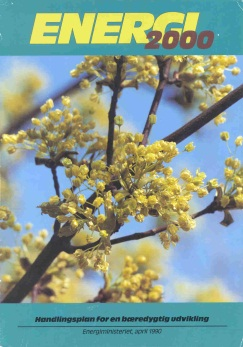 ENERGI
2000
Handlingsplan for en bæredygtig udvikling
Energiministeriet, april 1990